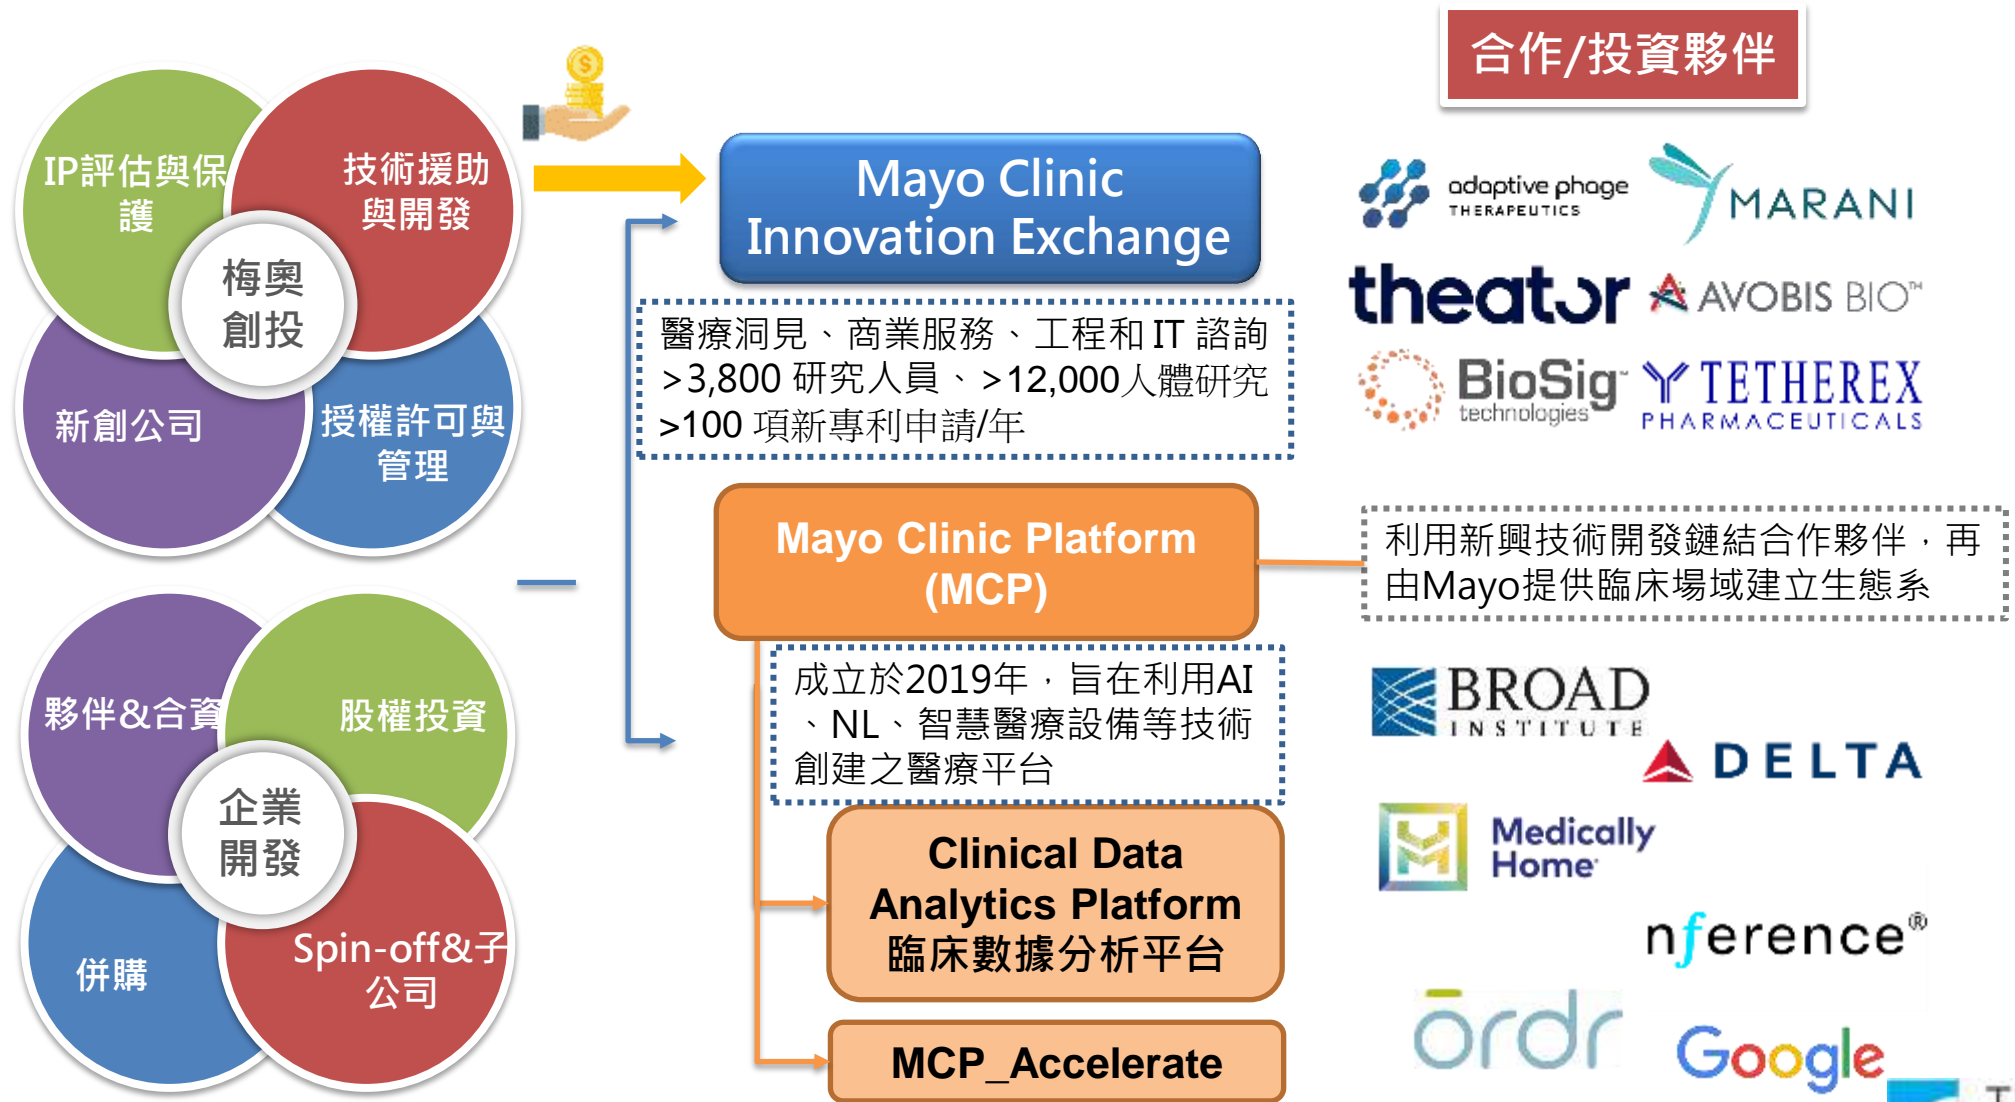 合作/投資夥伴
IP評估與保
護
技術援助
與開發
梅奧
創投
新創公司
授權許可與
管理
Mayo Clinic
Innovation Exchange
醫療洞見、商業服務、工程和 IT 諮詢
>3,800 研究人員、>12,000人體研究
>100 項新專利申請/年
adaptive phage
THERAPEUTICS
MARANI
theator
AVOBIS BIO™
BioSig™
technologies
TETHEREX
PHARMACEUTICALS
Mayo Clinic Platform
(MCP)
利用新興技術開發鏈結合作夥伴，再
由Mayo提供臨床場域建立生態系
夥伴&合資
股權投資
企業
開發
併購
Spin-off&子
公司
成立於2019年，旨在利用AI
、NL、智慧醫療設備等技術
創建之醫療平台
Clinical Data
Analytics Platform
臨床數據分析平台
MCP_Accelerate
BROAD
INSTITUTE
DELTA
Medically
Home
nference®
ordr
Google